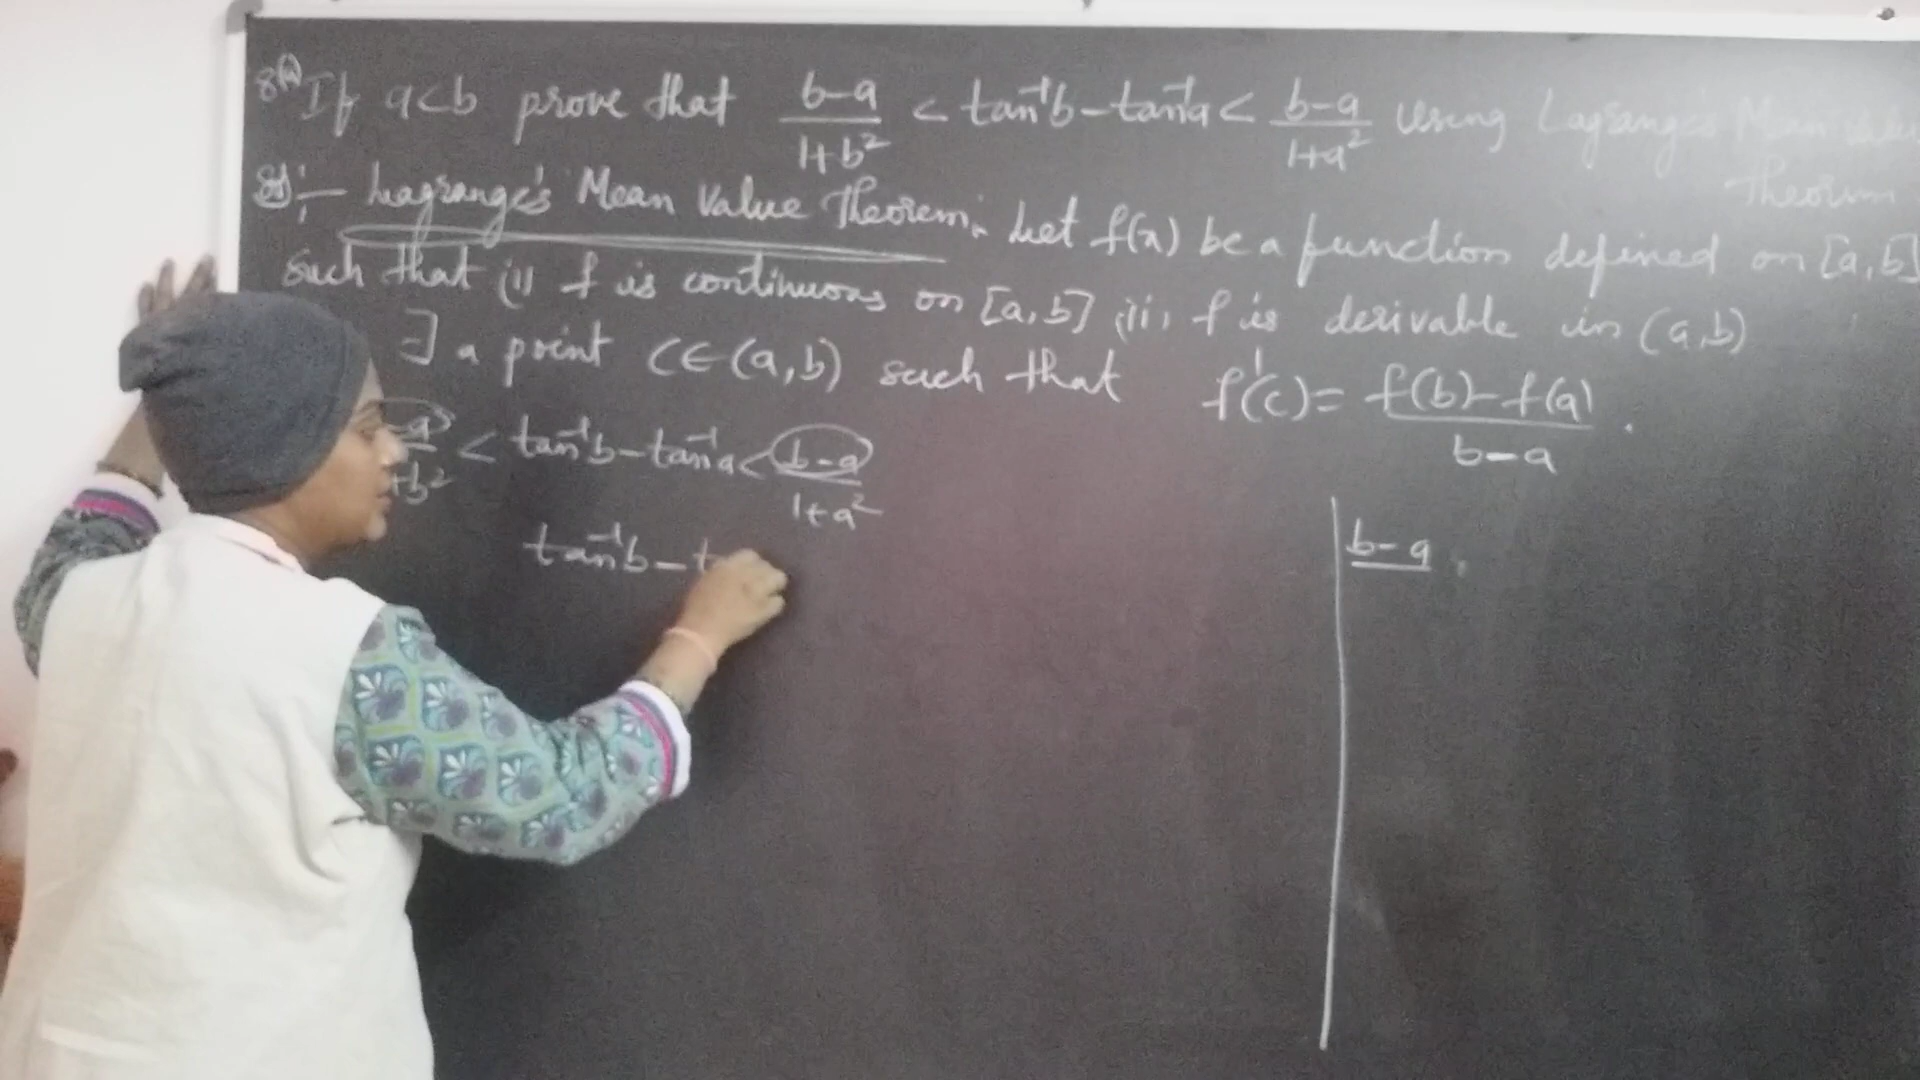 8(a) If a<b prove that (b-a)/(1+b²) < tan⁻¹b - tan⁻¹a < (b-a)/(1+a²) using Lagrange's Mean Value
Theorem
Sol:- Lagrange's Mean Value Theorem: Let f(x) be a function defined on [a,b]
such that (i) f is continuous on [a,b] (ii) f is derivable in (a,b)
∃ a point c∈(a,b) such that f'(c) = (f(b)-f(a))/(b-a).
-a/+b² < tan⁻¹b - tan⁻¹a < (b-a)/(1+a²)
tan⁻¹b - t
b-a